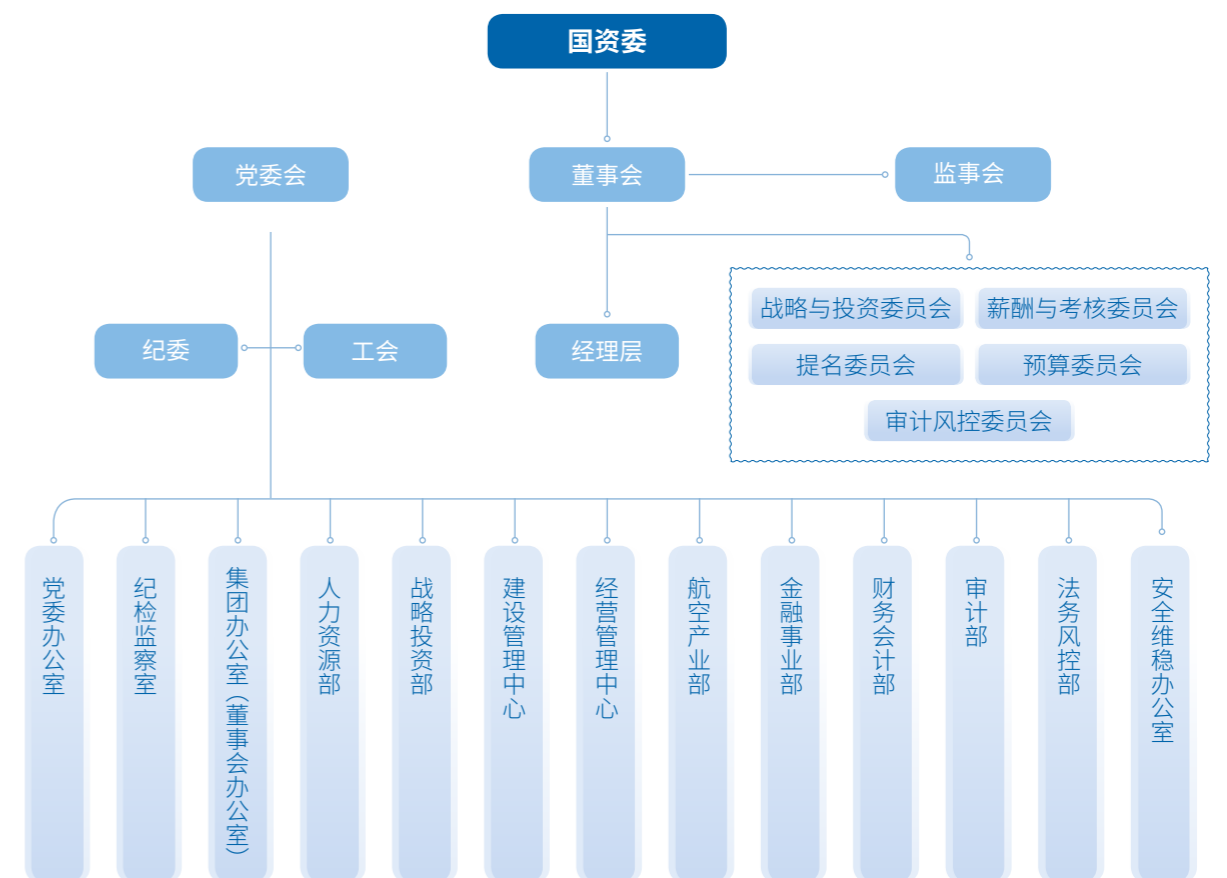 国资委
党委会
董事会
监事会
战略与投资委员会
薪酬与考核委员会
纪委
工会
经理层
提名委员会
预算委员会
审计风控委员会
党委办公室
纪检监察室
集团办公室（董事会办公室）
人力资源部
战略投资部
建设管理中心
经营管理中心
航空产业部
金融事业部
财务会计部
审计部
法务风控部
安全维稳办公室